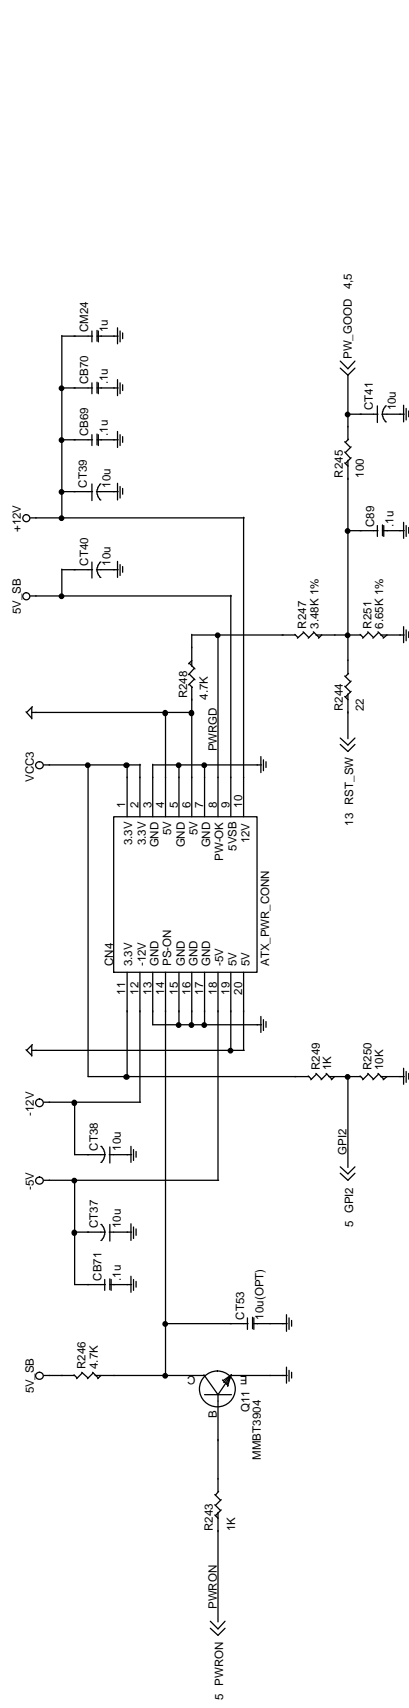 5V_SB
-5V
-12V
VCC3
5V_SB
+12V
R246
4.7K
CB71
.1u
CT37
10u
CT38
10u
CT40
10u
CT39
10u
CB69
.1u
CB70
.1u
CM24
1u
CN4
11 3.3V 3.3V 1
12 -12V 3.3V 2
13 GND GND 3
14 PS-ON 5V 4
15 GND GND 5
16 GND 5V 6
17 GND GND 7
18 -5V PW-OK 8
19 5V 5VSB 9
20 5V 12V 10
ATX_PWR_CONN
R248
4.7K
PWRGD
5 PWRON
PWRON
R243
1K
B
C
E
Q11
MMBT3904
CT53
10u(OPT)
R249
1K
5 GPI2
GPI2
R250
10K
R247
3.48K 1%
13 RST_SW
R244
22
R251
6.65K 1%
C89
.1u
R245
100
CT41
10u
PW_GOOD 4,5